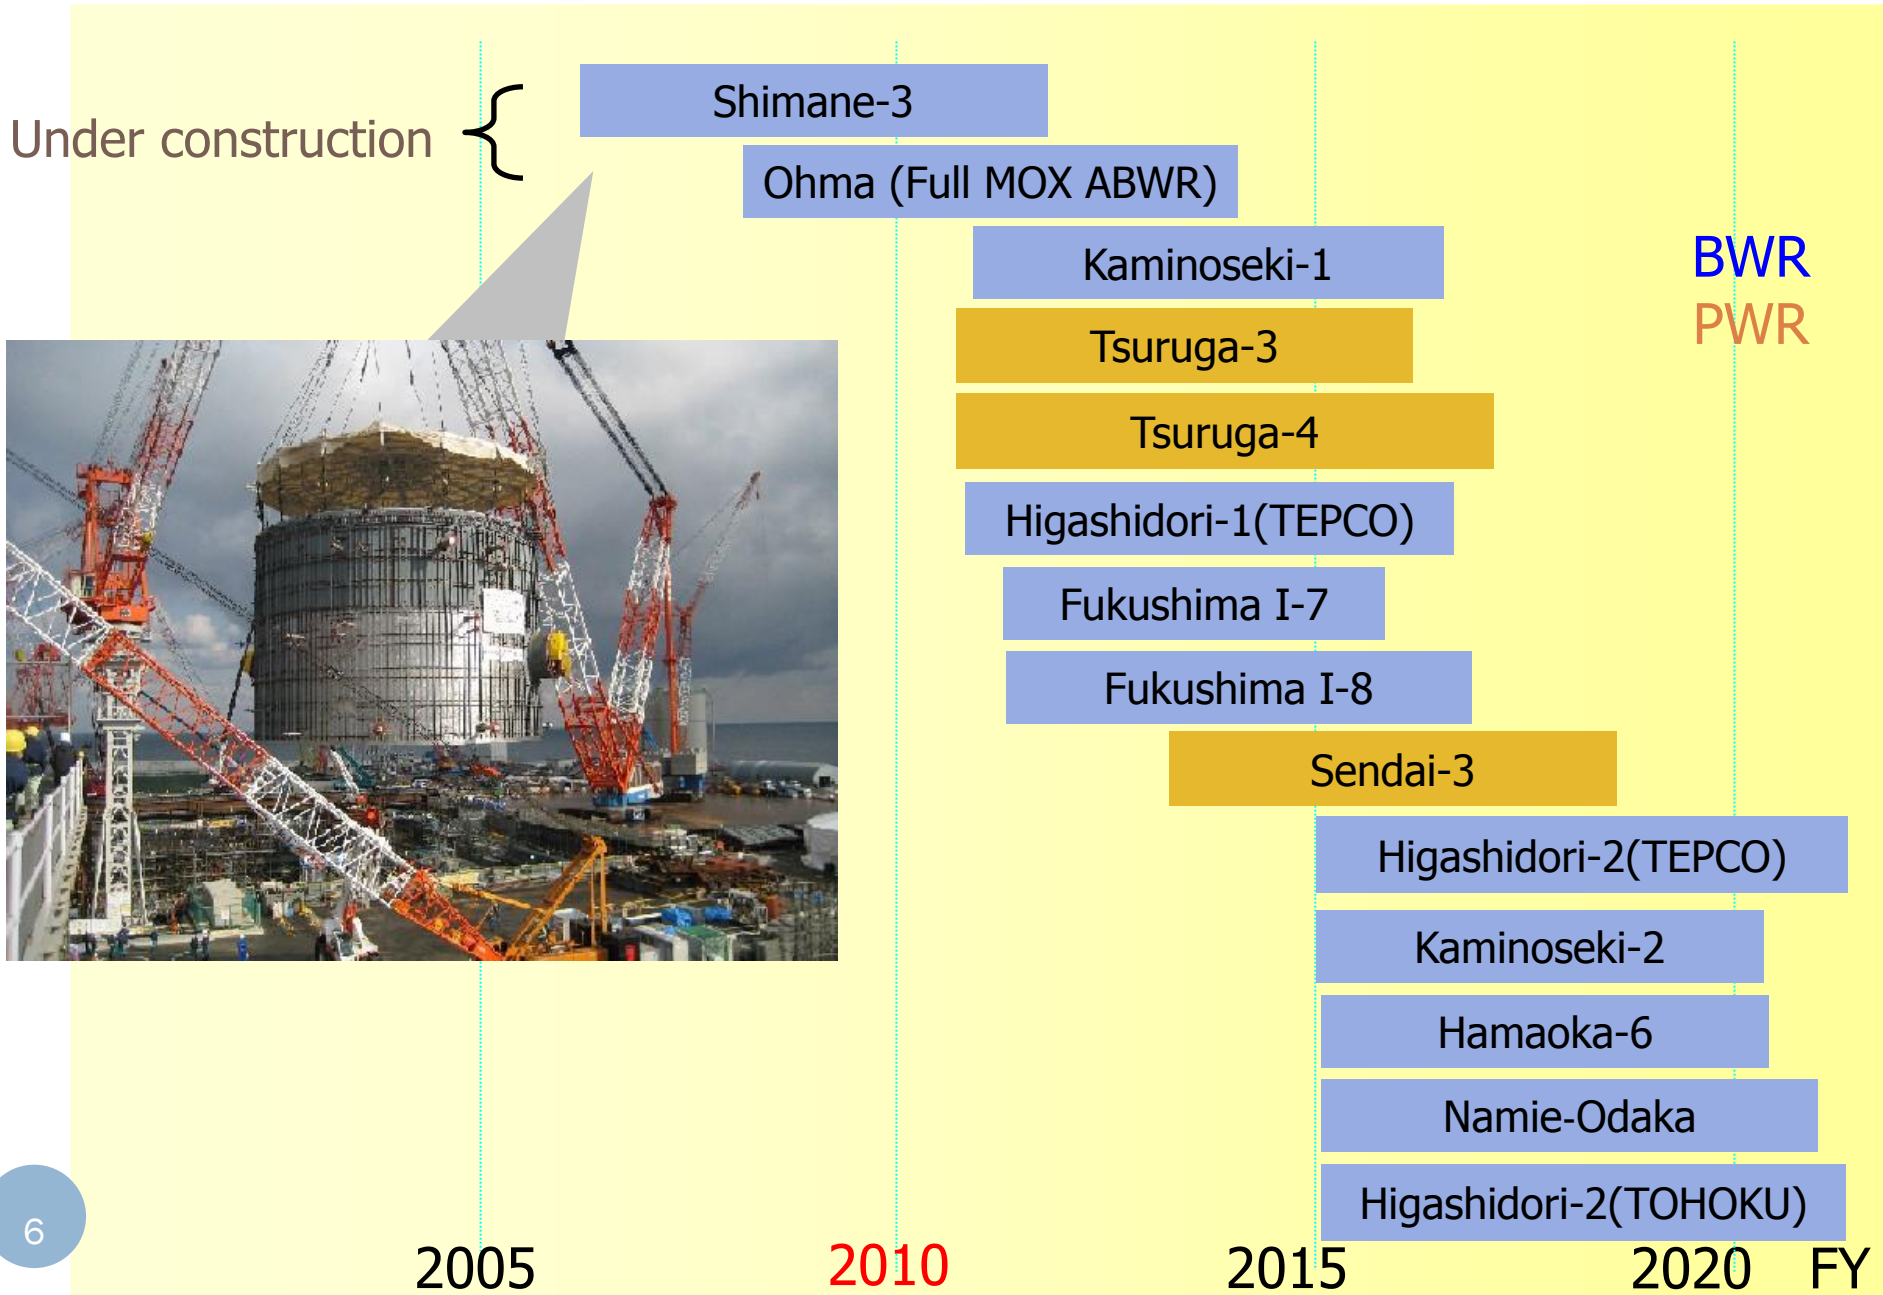 Shimane-3
Under construction
Ohma (Full MOX ABWR)
Kaminoseki-1
BWR
PWR
Tsuruga-3
Tsuruga-4
Higashidori-1(TEPCO)
Fukushima I-7
Fukushima I-8
Sendai-3
Higashidori-2(TEPCO)
Kaminoseki-2
Hamaoka-6
Namie-Odaka
Higashidori-2(TOHOKU)
6
2005 2010 2015 2020 FY